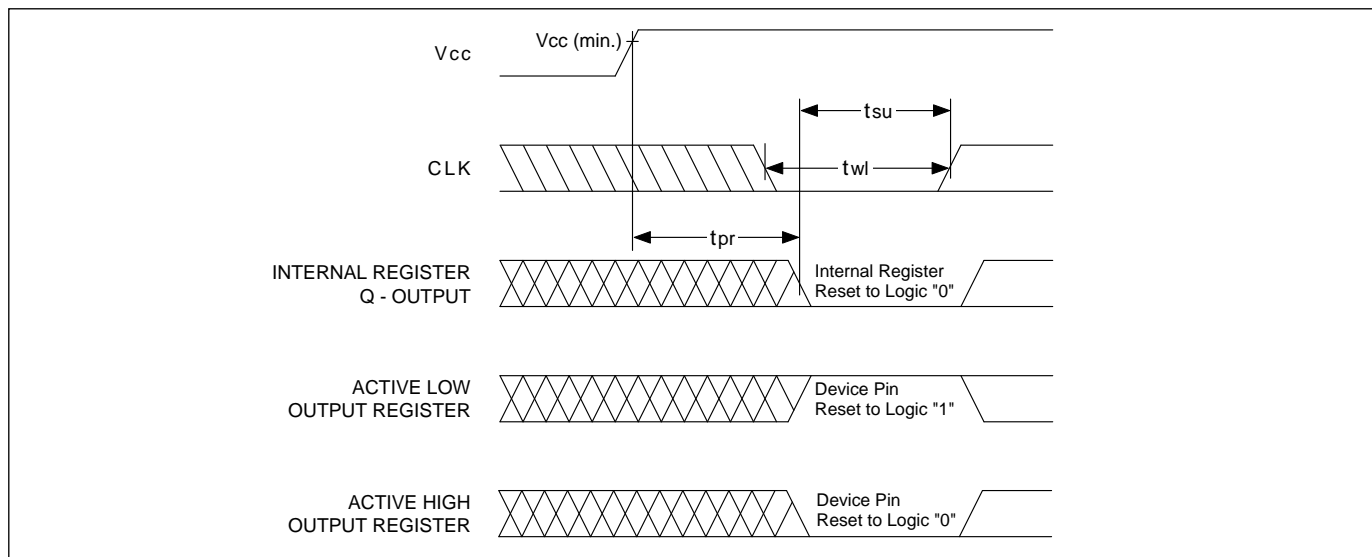 Vcc
Vcc (min.)
tsu
CLK
twl
tpr
INTERNAL REGISTER
Q - OUTPUT
Internal Register
Reset to Logic "0"
ACTIVE LOW
OUTPUT REGISTER
Device Pin
Reset to Logic "1"
ACTIVE HIGH
OUTPUT REGISTER
Device Pin
Reset to Logic "0"